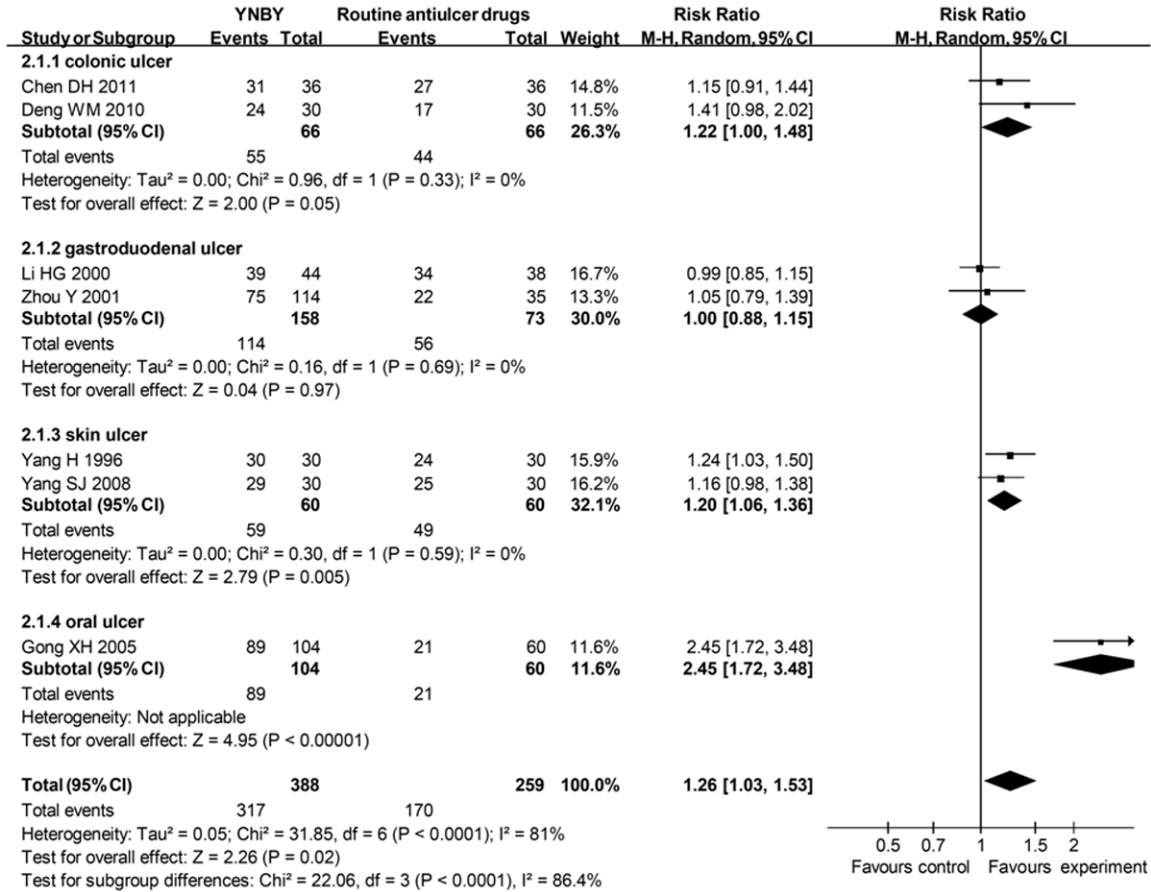 YNBY Routine antiulcer drugs Risk Ratio Risk Ratio
Study or Subgroup Events Total Events Total Weight M-H, Random, 95% CI M-H, Random, 95% CI
2.1.1 colonic ulcer
Chen DH 2011 31 36 27 36 14.8% 1.15 [0.91, 1.44]
Deng WM 2010 24 30 17 30 11.5% 1.41 [0.98, 2.02]
Subtotal (95% CI) 66 66 26.3% 1.22 [1.00, 1.48]
Total events 55 44
Heterogeneity: Tau² = 0.00; Chi² = 0.96, df = 1 (P = 0.33); I² = 0%
Test for overall effect: Z = 2.00 (P = 0.05)
2.1.2 gastroduodenal ulcer
Li HG 2000 39 44 34 38 16.7% 0.99 [0.85, 1.15]
Zhou Y 2001 75 114 22 35 13.3% 1.05 [0.79, 1.39]
Subtotal (95% CI) 158 73 30.0% 1.00 [0.88, 1.15]
Total events 114 56
Heterogeneity: Tau² = 0.00; Chi² = 0.16, df = 1 (P = 0.69); I² = 0%
Test for overall effect: Z = 0.04 (P = 0.97)
2.1.3 skin ulcer
Yang H 1996 30 30 24 30 15.9% 1.24 [1.03, 1.50]
Yang SJ 2008 29 30 25 30 16.2% 1.16 [0.98, 1.38]
Subtotal (95% CI) 60 60 32.1% 1.20 [1.06, 1.36]
Total events 59 49
Heterogeneity: Tau² = 0.00; Chi² = 0.30, df = 1 (P = 0.59); I² = 0%
Test for overall effect: Z = 2.79 (P = 0.005)
2.1.4 oral ulcer
Gong XH 2005 89 104 21 60 11.6% 2.45 [1.72, 3.48]
Subtotal (95% CI) 104 60 11.6% 2.45 [1.72, 3.48]
Total events 89 21
Heterogeneity: Not applicable
Test for overall effect: Z = 4.95 (P < 0.00001)
Total (95% CI) 388 259 100.0% 1.26 [1.03, 1.53]
Total events 317 170
Heterogeneity: Tau² = 0.05; Chi² = 31.85, df = 6 (P < 0.0001); I² = 81%
Test for overall effect: Z = 2.26 (P = 0.02)
Test for subgroup differences: Chi² = 22.06, df = 3 (P < 0.0001), I² = 86.4%
0.5 0.7 1 1.5 2
Favours control Favours experiment